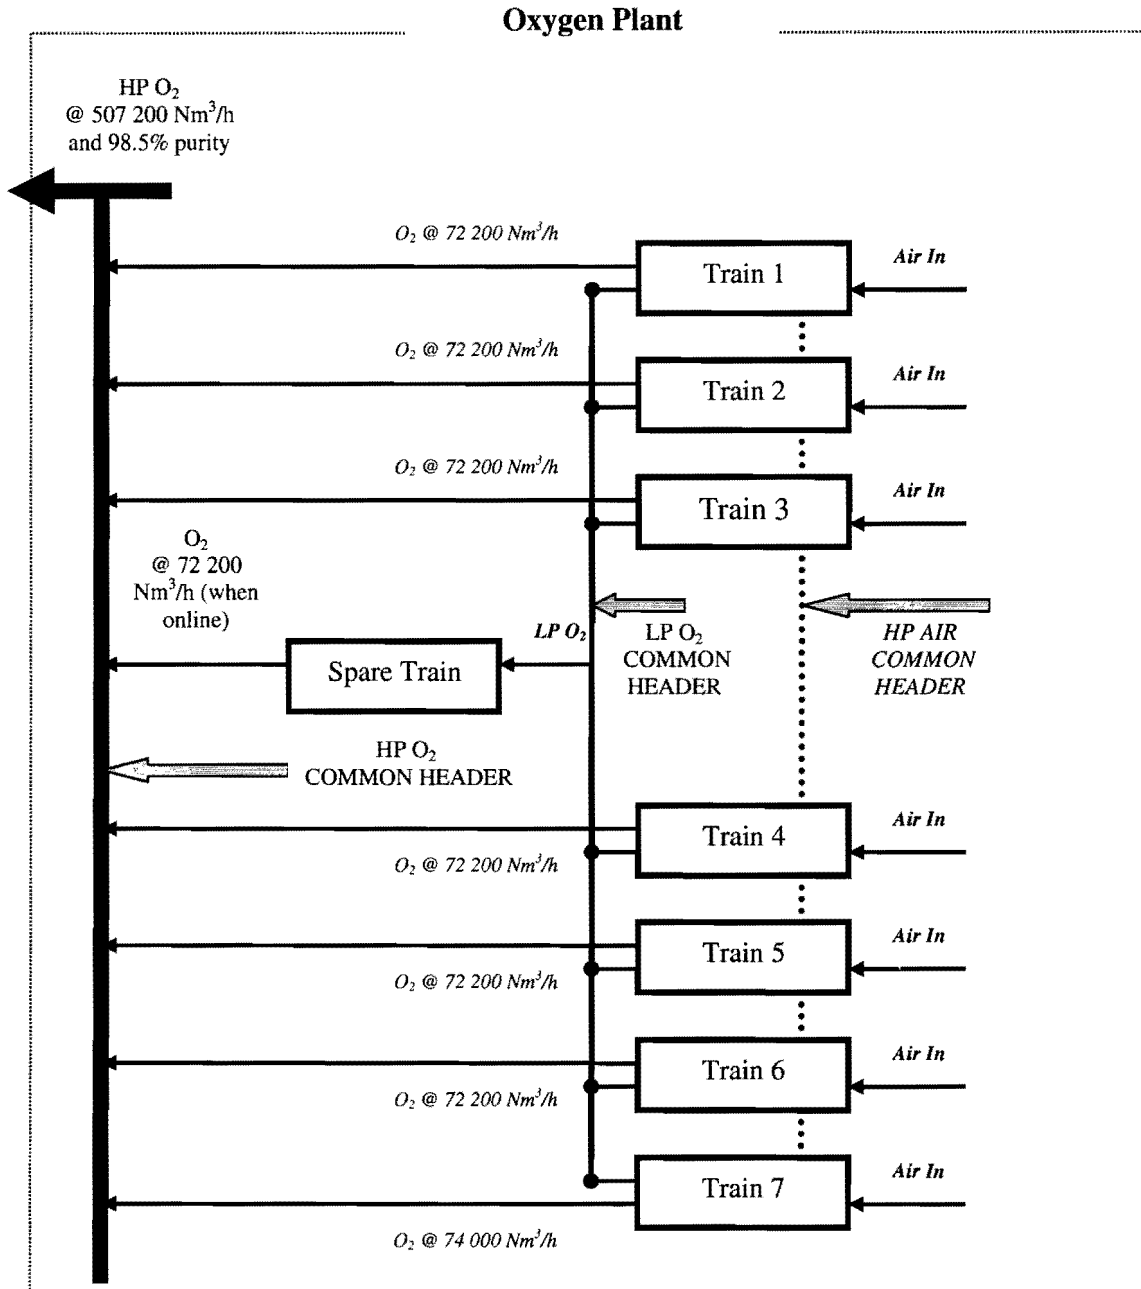 Oxygen Plant
HP O₂
@ 507 200 Nm³/h
and 98.5% purity
O₂ @ 72 200 Nm³/h
Train 1
Air In
O₂ @ 72 200 Nm³/h
Train 2
Air In
O₂ @ 72 200 Nm³/h
Train 3
Air In
O₂
@ 72 200
Nm³/h (when
online)
LP O₂
Spare Train
LP O₂
COMMON
HEADER
HP AIR
COMMON
HEADER
HP O₂
COMMON HEADER
Train 4
Air In
O₂ @ 72 200 Nm³/h
Train 5
Air In
O₂ @ 72 200 Nm³/h
Train 6
Air In
O₂ @ 72 200 Nm³/h
Train 7
Air In
O₂ @ 74 000 Nm³/h